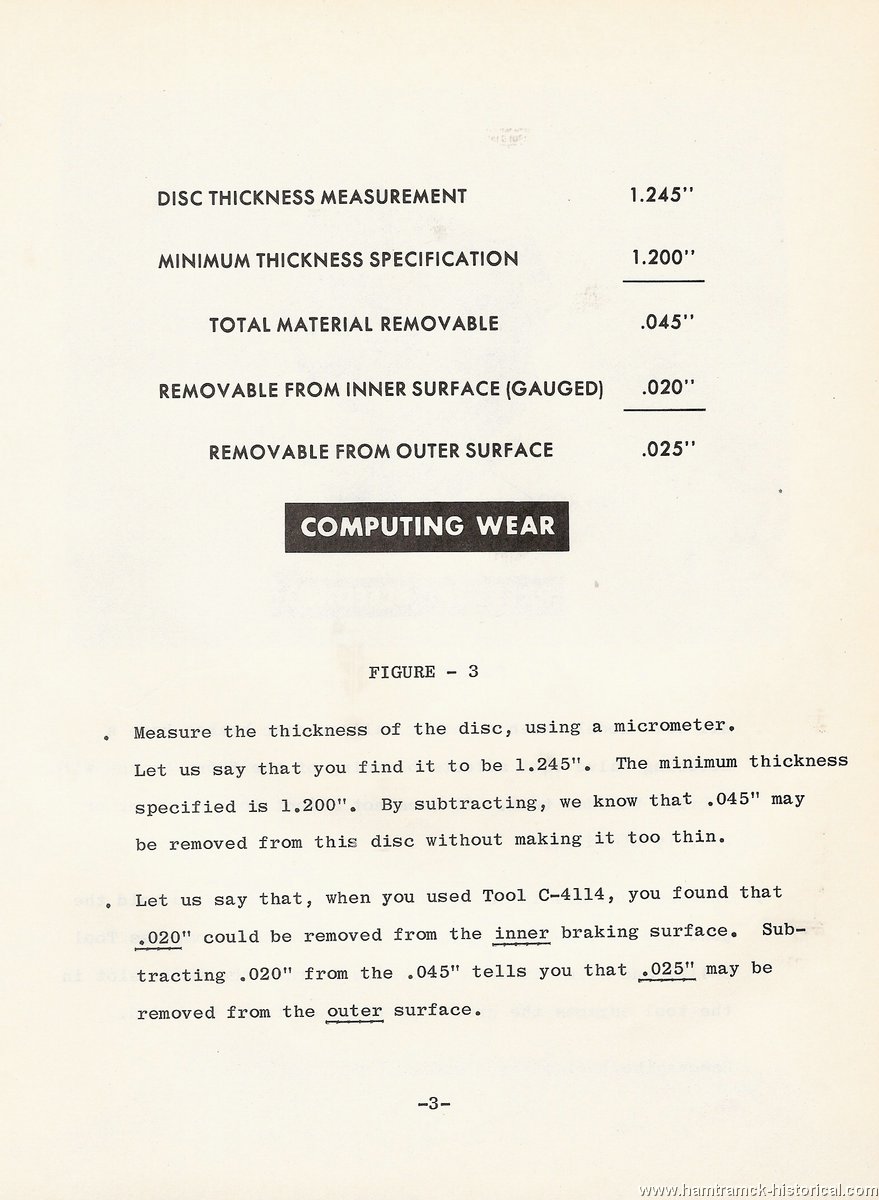 DISC THICKNESS MEASUREMENT 1.245"
MINIMUM THICKNESS SPECIFICATION 1.200"
TOTAL MATERIAL REMOVABLE .045"
REMOVABLE FROM INNER SURFACE (GAUGED) .020"
REMOVABLE FROM OUTER SURFACE .025"
COMPUTING WEAR
FIGURE - 3
. Measure the thickness of the disc, using a micrometer.
Let us say that you find it to be 1.245". The minimum thickness
specified is 1.200". By subtracting, we know that .045" may
be removed from this disc without making it too thin.
. Let us say that, when you used Tool C-4114, you found that
.020" could be removed from the inner braking surface. Sub-
tracting .020" from the .045" tells you that .025" may be
removed from the outer surface.
-3-
www.hamtramck-historical.com